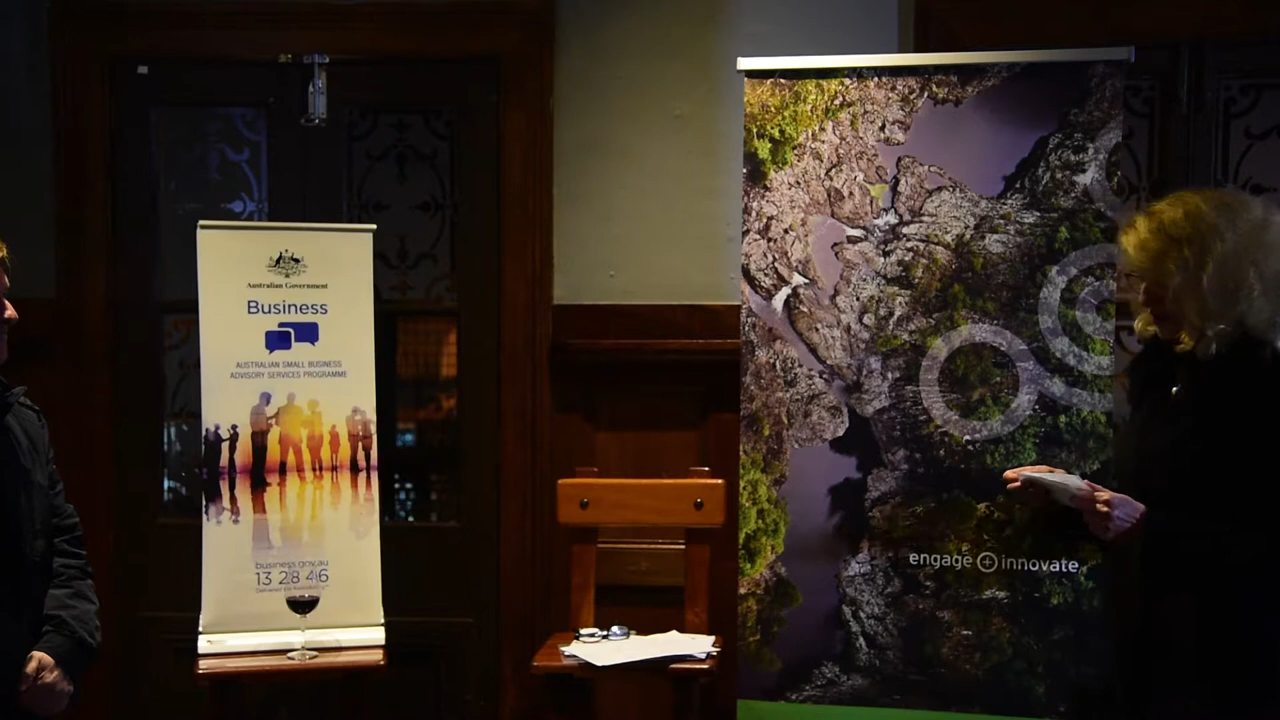 Australian Government
Business
AUSTRALIAN SMALL BUSINESS
ADVISORY SERVICES PROGRAMME
business.gov.au
13 28 46
engage + innovate